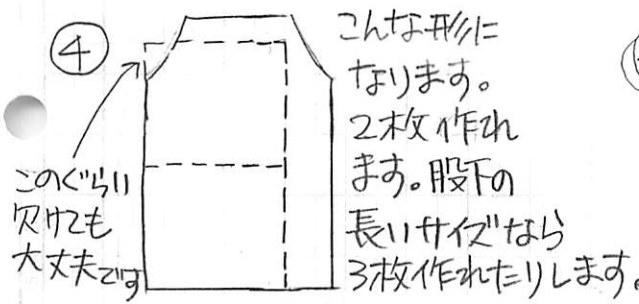 ④
こんな形に
なります。
2枚作れ
ます。股下の
長いサイズなら
3枚作れたりします。
このぐらい
欠けても
大丈夫です